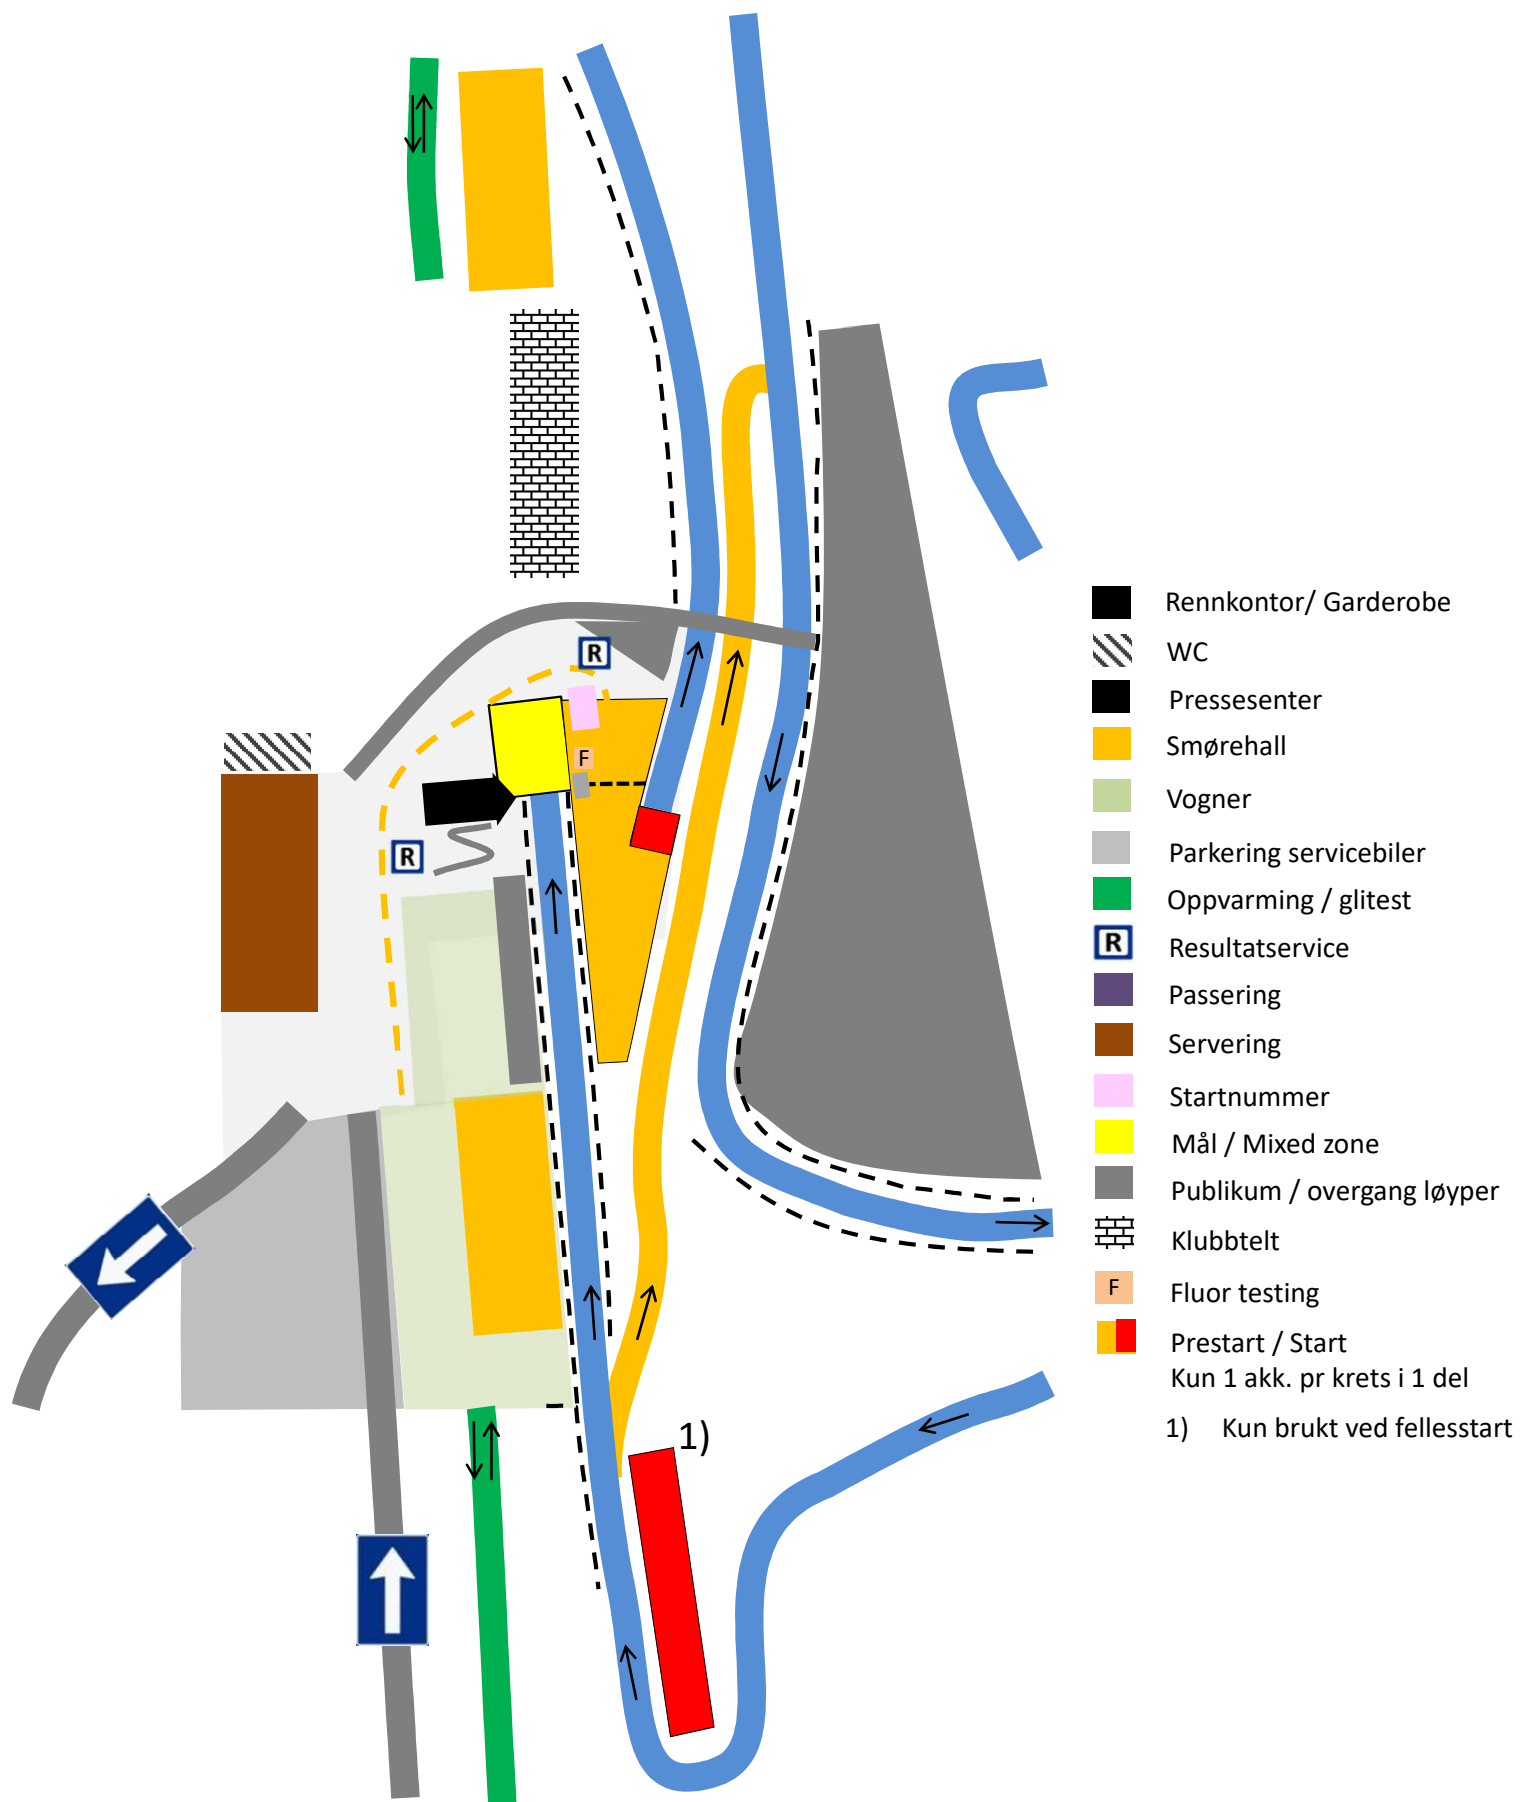 R
F
R
1)
Rennkontor/ Garderobe
WC
Pressesenter
Smørehall
Vogner
Parkering servicebiler
Oppvarming / glitest
R Resultatservice
Passering
Servering
Startnummer
Mål / Mixed zone
Publikum / overgang løyper
Klubbtelt
F Fluor testing
Prestart / Start
Kun 1 akk. pr krets i 1 del
1) Kun brukt ved fellesstart